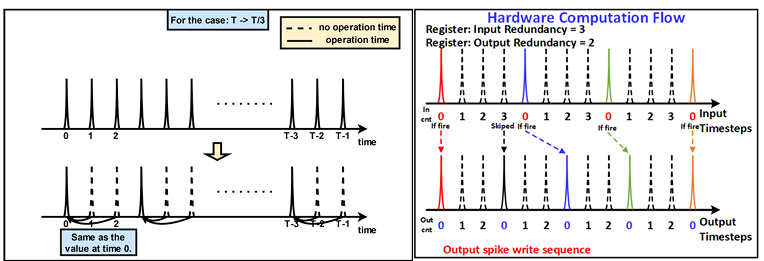 For the case: T -> T/3
no operation time
operation time
0 1 2 T-3 T-2 T-1 time
0 1 2 T-3 T-2 T-1 time
Same as the
value at time 0.
Hardware Computation Flow
Register: Input Redundancy = 3
Register: Output Redundancy = 2
In
cnt
0 1 2 3 0 1 2 3 0 1 2 3 0
Input
Timesteps
If fire Skiped If fire If fire If fire
Out
cnt
0 1 2 0 1 2 0 1 2 0 1 2 0
Output
Timesteps
Output spike write sequence